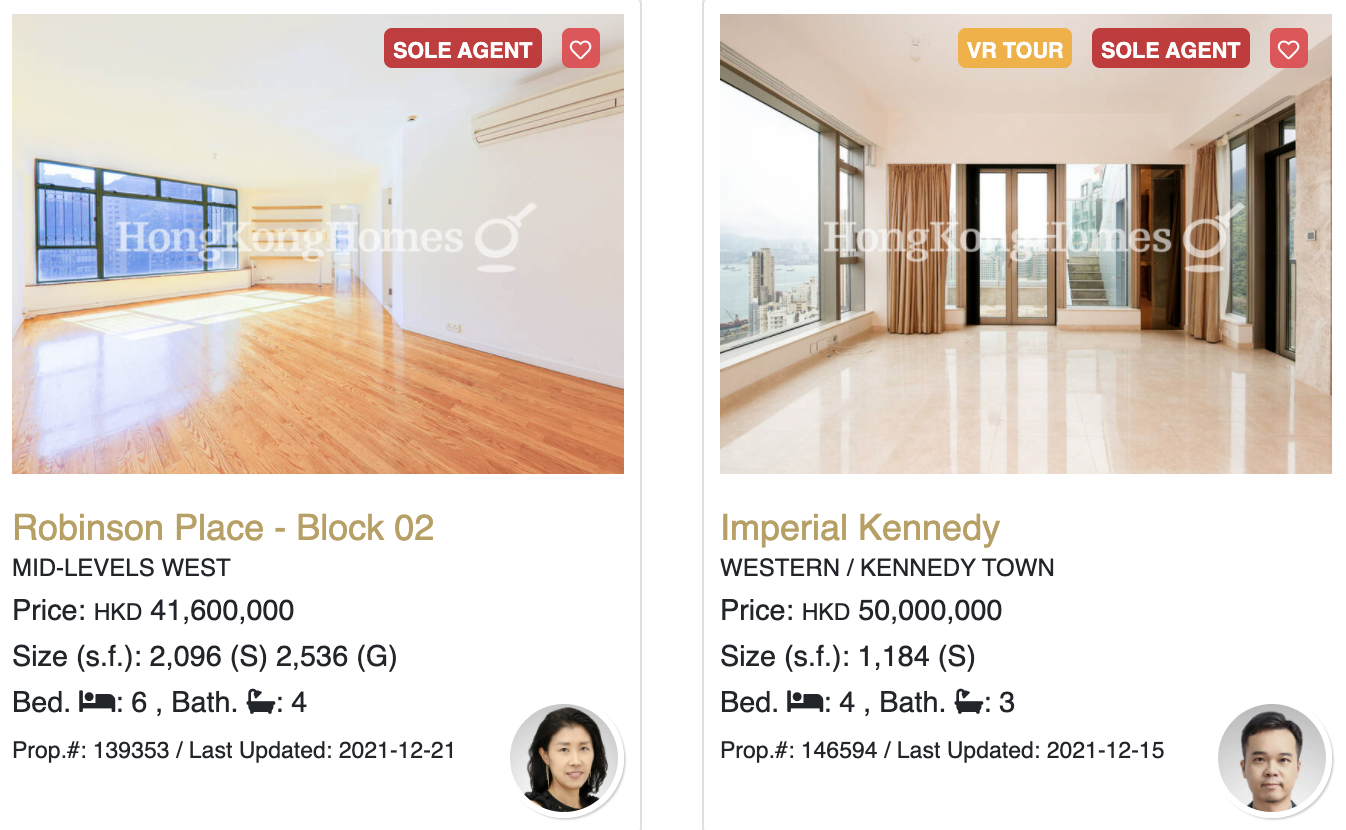 SOLE AGENT
HongKongHomes
Robinson Place - Block 02
MID-LEVELS WEST
Price: HKD 41,600,000
Size (s.f.): 2,096 (S) 2,536 (G)
Bed. : 6 , Bath. : 4
Prop.#: 139353 / Last Updated: 2021-12-21
VR TOUR SOLE AGENT
HongKongHomes
Imperial Kennedy
WESTERN / KENNEDY TOWN
Price: HKD 50,000,000
Size (s.f.): 1,184 (S)
Bed. : 4 , Bath. : 3
Prop.#: 146594 / Last Updated: 2021-12-15